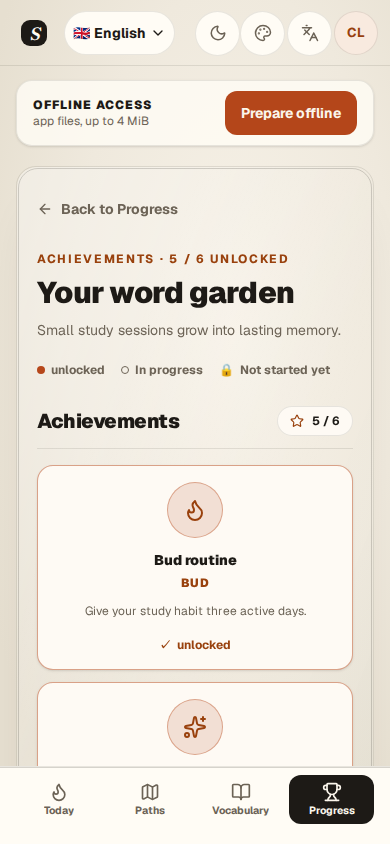 S
🇬🇧 English
CL
OFFLINE ACCESS
app files, up to 4 MiB
Prepare offline
← Back to Progress
ACHIEVEMENTS · 5 / 6 UNLOCKED
Your word garden
Small study sessions grow into lasting memory.
unlocked
In progress
🔒 Not started yet
Achievements
5 / 6
Bud routine
BUD
Give your study habit three active days.
✓ unlocked
Today
Paths
Vocabulary
Progress